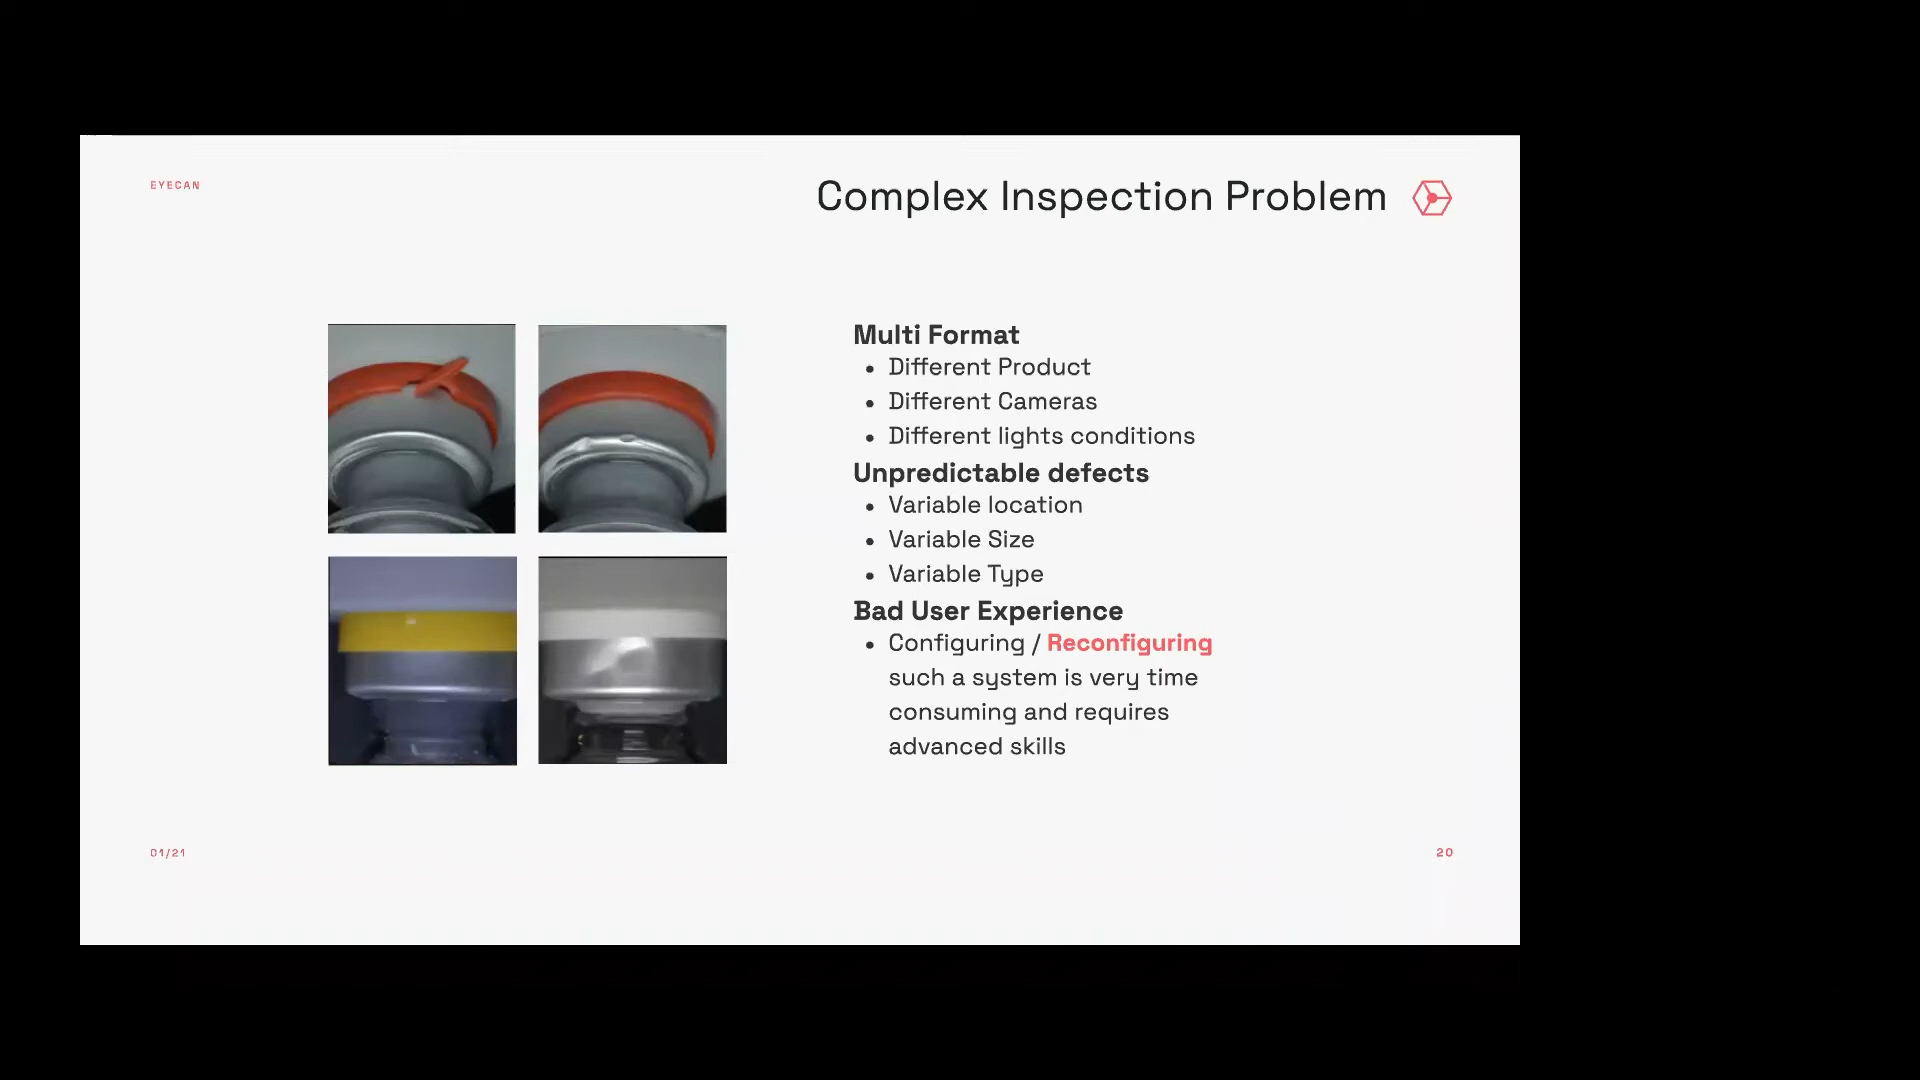 EYECAN
Complex Inspection Problem
Multi Format
• Different Product
• Different Cameras
• Different lights conditions
Unpredictable defects
• Variable location
• Variable Size
• Variable Type
Bad User Experience
• Configuring / Reconfiguring
such a system is very time
consuming and requires
advanced skills
01/21
20